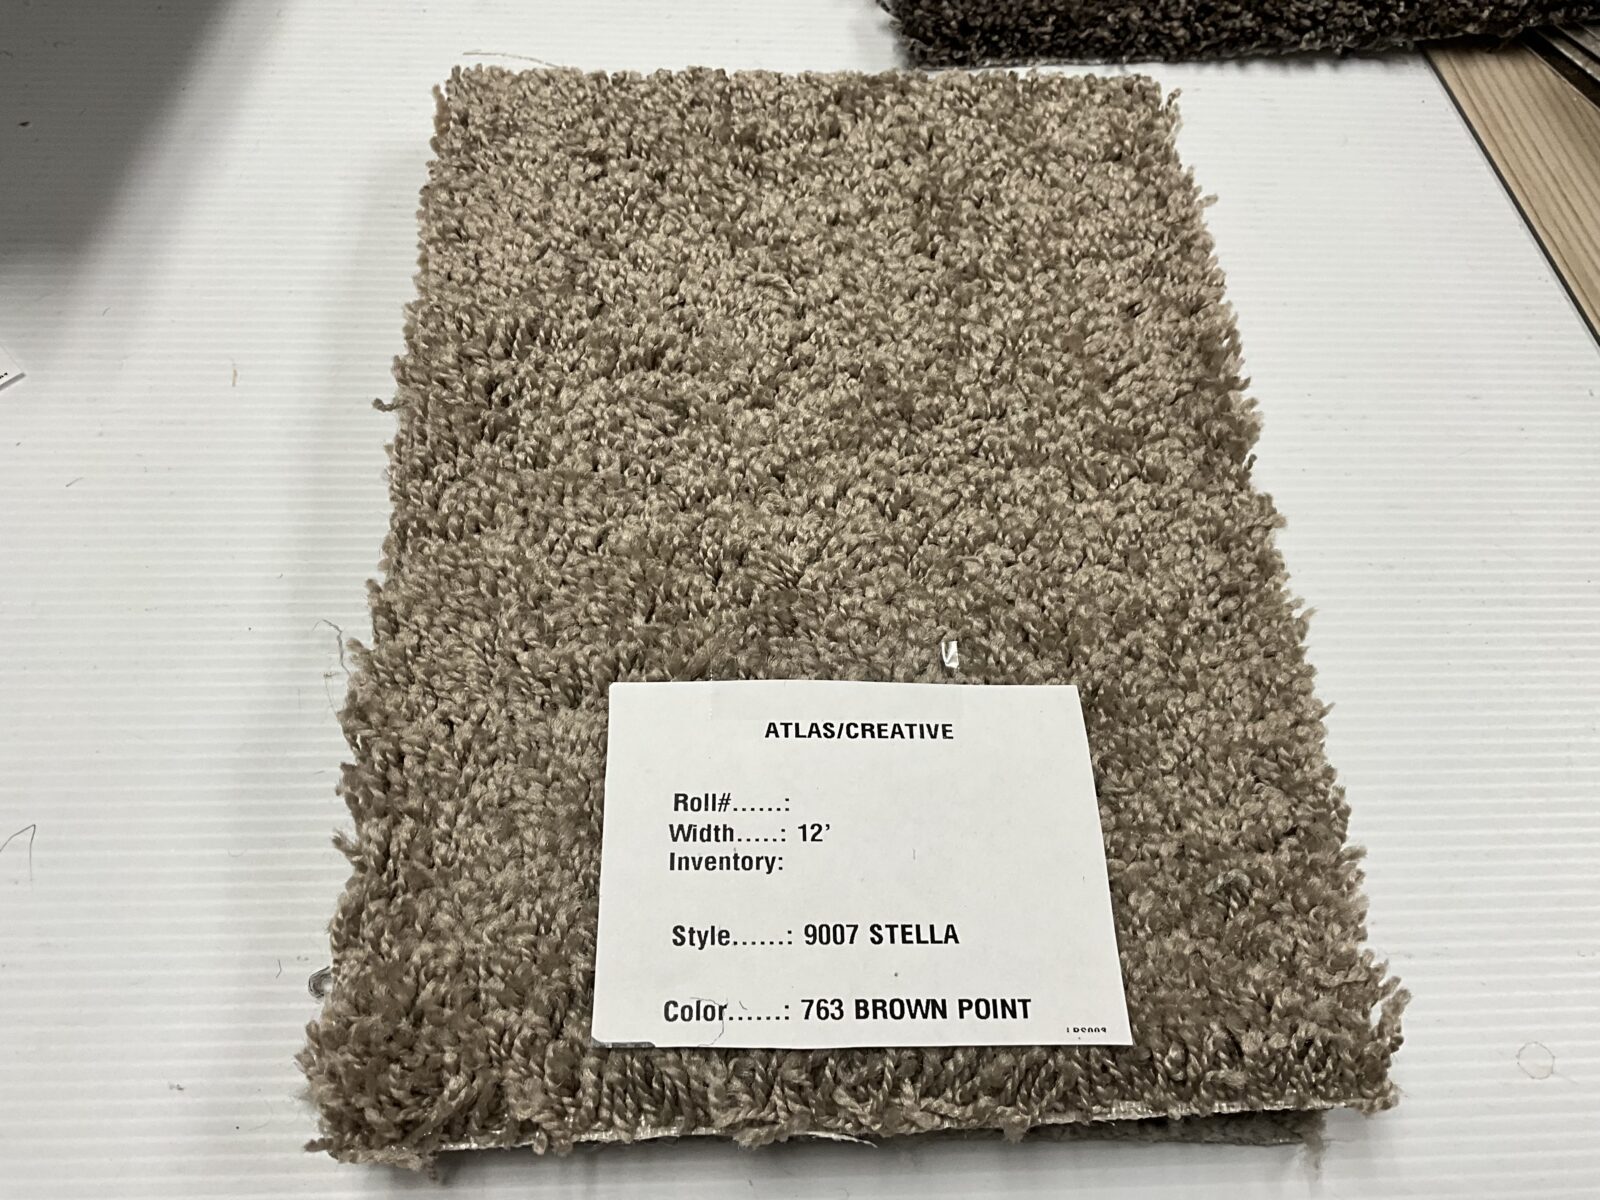 ATLAS/CREATIVE
Roll#......:
Width.....: 12'
Inventory:
Style......: 9007 STELLA
Color......: 763 BROWN POINT